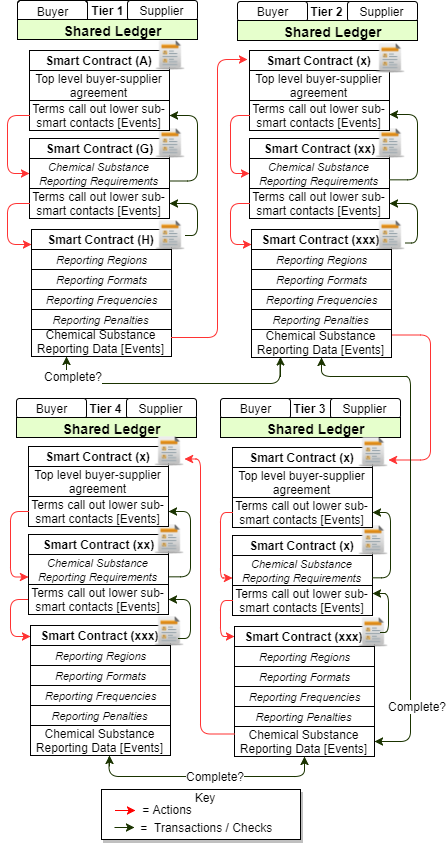 Buyer Tier 1 Supplier
Shared Ledger
Smart Contract (A)
Top level buyer-supplier
agreement
Terms call out lower sub-
smart contacts [Events]
Smart Contract (G)
Chemical Substance
Reporting Requirements
Terms call out lower sub-
smart contacts [Events]
Smart Contract (H)
Reporting Regions
Reporting Formats
Reporting Frequencies
Reporting Penalties
Chemical Substance
Reporting Data [Events]
Buyer Tier 2 Supplier
Shared Ledger
Smart Contract (x)
Top level buyer-supplier
agreement
Terms call out lower sub-
smart contacts [Events]
Smart Contract (xx)
Chemical Substance
Reporting Requirements
Terms call out lower sub-
smart contacts [Events]
Smart Contract (xxx)
Reporting Regions
Reporting Formats
Reporting Frequencies
Reporting Penalties
Chemical Substance
Reporting Data [Events]
Complete?
Buyer Tier 4 Supplier
Shared Ledger
Smart Contract (x)
Top level buyer-supplier
agreement
Terms call out lower sub-
smart contacts [Events]
Smart Contract (xx)
Chemical Substance
Reporting Requirements
Terms call out lower sub-
smart contacts [Events]
Smart Contract (xxx)
Reporting Regions
Reporting Formats
Reporting Frequencies
Reporting Penalties
Chemical Substance
Reporting Data [Events]
Buyer Tier 3 Supplier
Shared Ledger
Smart Contract (x)
Top level buyer-supplier
agreement
Terms call out lower sub-
smart contacts [Events]
Smart Contract (x)
Chemical Substance
Reporting Requirements
Terms call out lower sub-
smart contacts [Events]
Smart Contract (xxx)
Reporting Regions
Reporting Formats
Reporting Frequencies
Reporting Penalties
Chemical Substance
Reporting Data [Events]
Complete?
Complete?
Key
= Actions
= Transactions / Checks